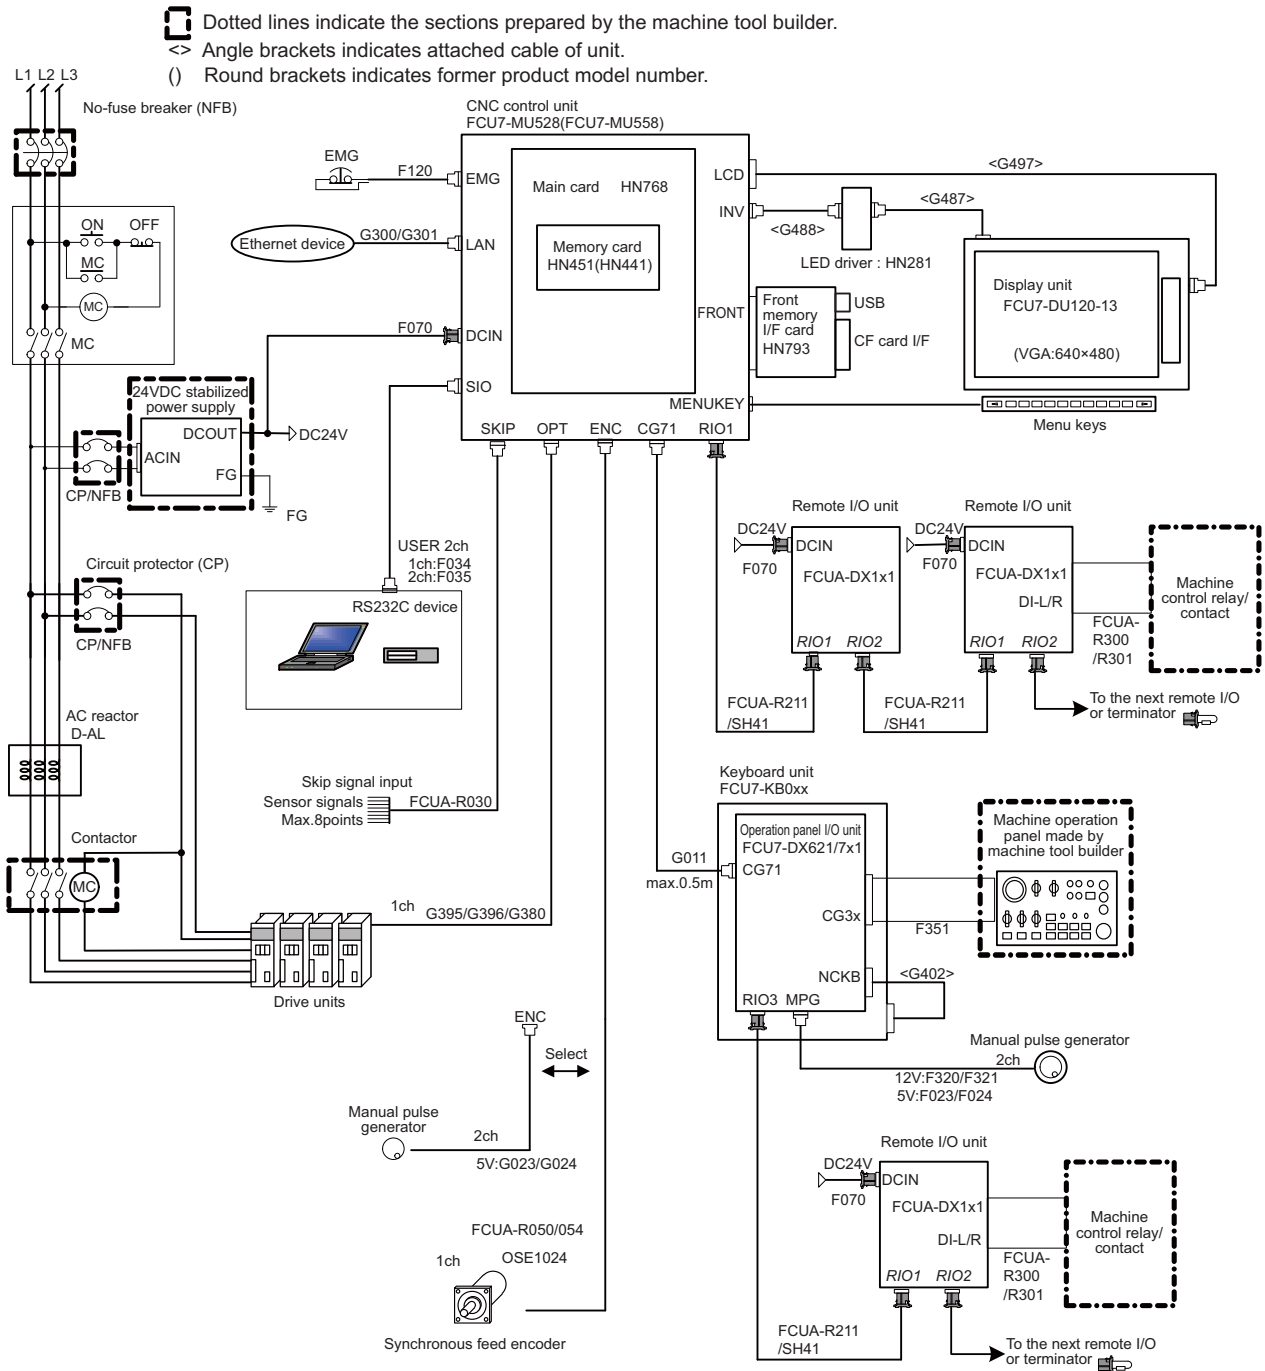 Dotted lines indicate the sections prepared by the machine tool builder.
<> Angle brackets indicates attached cable of unit.
() Round brackets indicates former product model number.
L1 L2 L3
No-fuse breaker (NFB)
CNC control unit
FCU7-MU528(FCU7-MU558)
EMG
F120
EMG
Main card HN768
LCD
<G497>
INV
<G488>
<G487>
LED driver : HN281
Ethernet device
G300/G301
LAN
Memory card
HN451(HN441)
ON
OFF
MC
MC
MC
Display unit
FCU7-DU120-13
(VGA:640×480)
FRONT
Front
memory
I/F card
HN793
USB
CF card I/F
F070
DCIN
SIO
MENUKEY
Menu keys
SKIP
OPT
ENC
CG71
RIO1
24VDC stabilized
power supply
DCOUT
DC24V
ACIN
FG
FG
CP/NFB
Remote I/O unit
DC24V
DCIN
F070
FCUA-DX1x1
RIO1
RIO2
Remote I/O unit
DC24V
DCIN
F070
FCUA-DX1x1
DI-L/R
RIO1
RIO2
Machine
control relay/
contact
FCUA-
R300
/R301
USER 2ch
1ch:F034
2ch:F035
Circuit protector (CP)
CP/NFB
RS232C device
FCUA-R211
/SH41
FCUA-R211
/SH41
To the next remote I/O
or terminator
AC reactor
D-AL
Skip signal input
Sensor signals
Max.8points
FCUA-R030
Keyboard unit
FCU7-KB0xx
Operation panel I/O unit
FCU7-DX621/7x1
G011
max.0.5m
CG71
CG3x
F351
NCKB
<G402>
RIO3
MPG
Machine operation
panel made by
machine tool builder
Contactor
MC
1ch
G395/G396/G380
Drive units
ENC
Select
Manual pulse
generator
2ch
5V:G023/G024
Manual pulse generator
2ch
12V:F320/F321
5V:F023/F024
FCUA-R050/054
1ch
OSE1024
Synchronous feed encoder
Remote I/O unit
DC24V
DCIN
F070
FCUA-DX1x1
DI-L/R
RIO1
RIO2
Machine
control relay/
contact
FCUA-
R300
/R301
FCUA-R211
/SH41
To the next remote I/O
or terminator